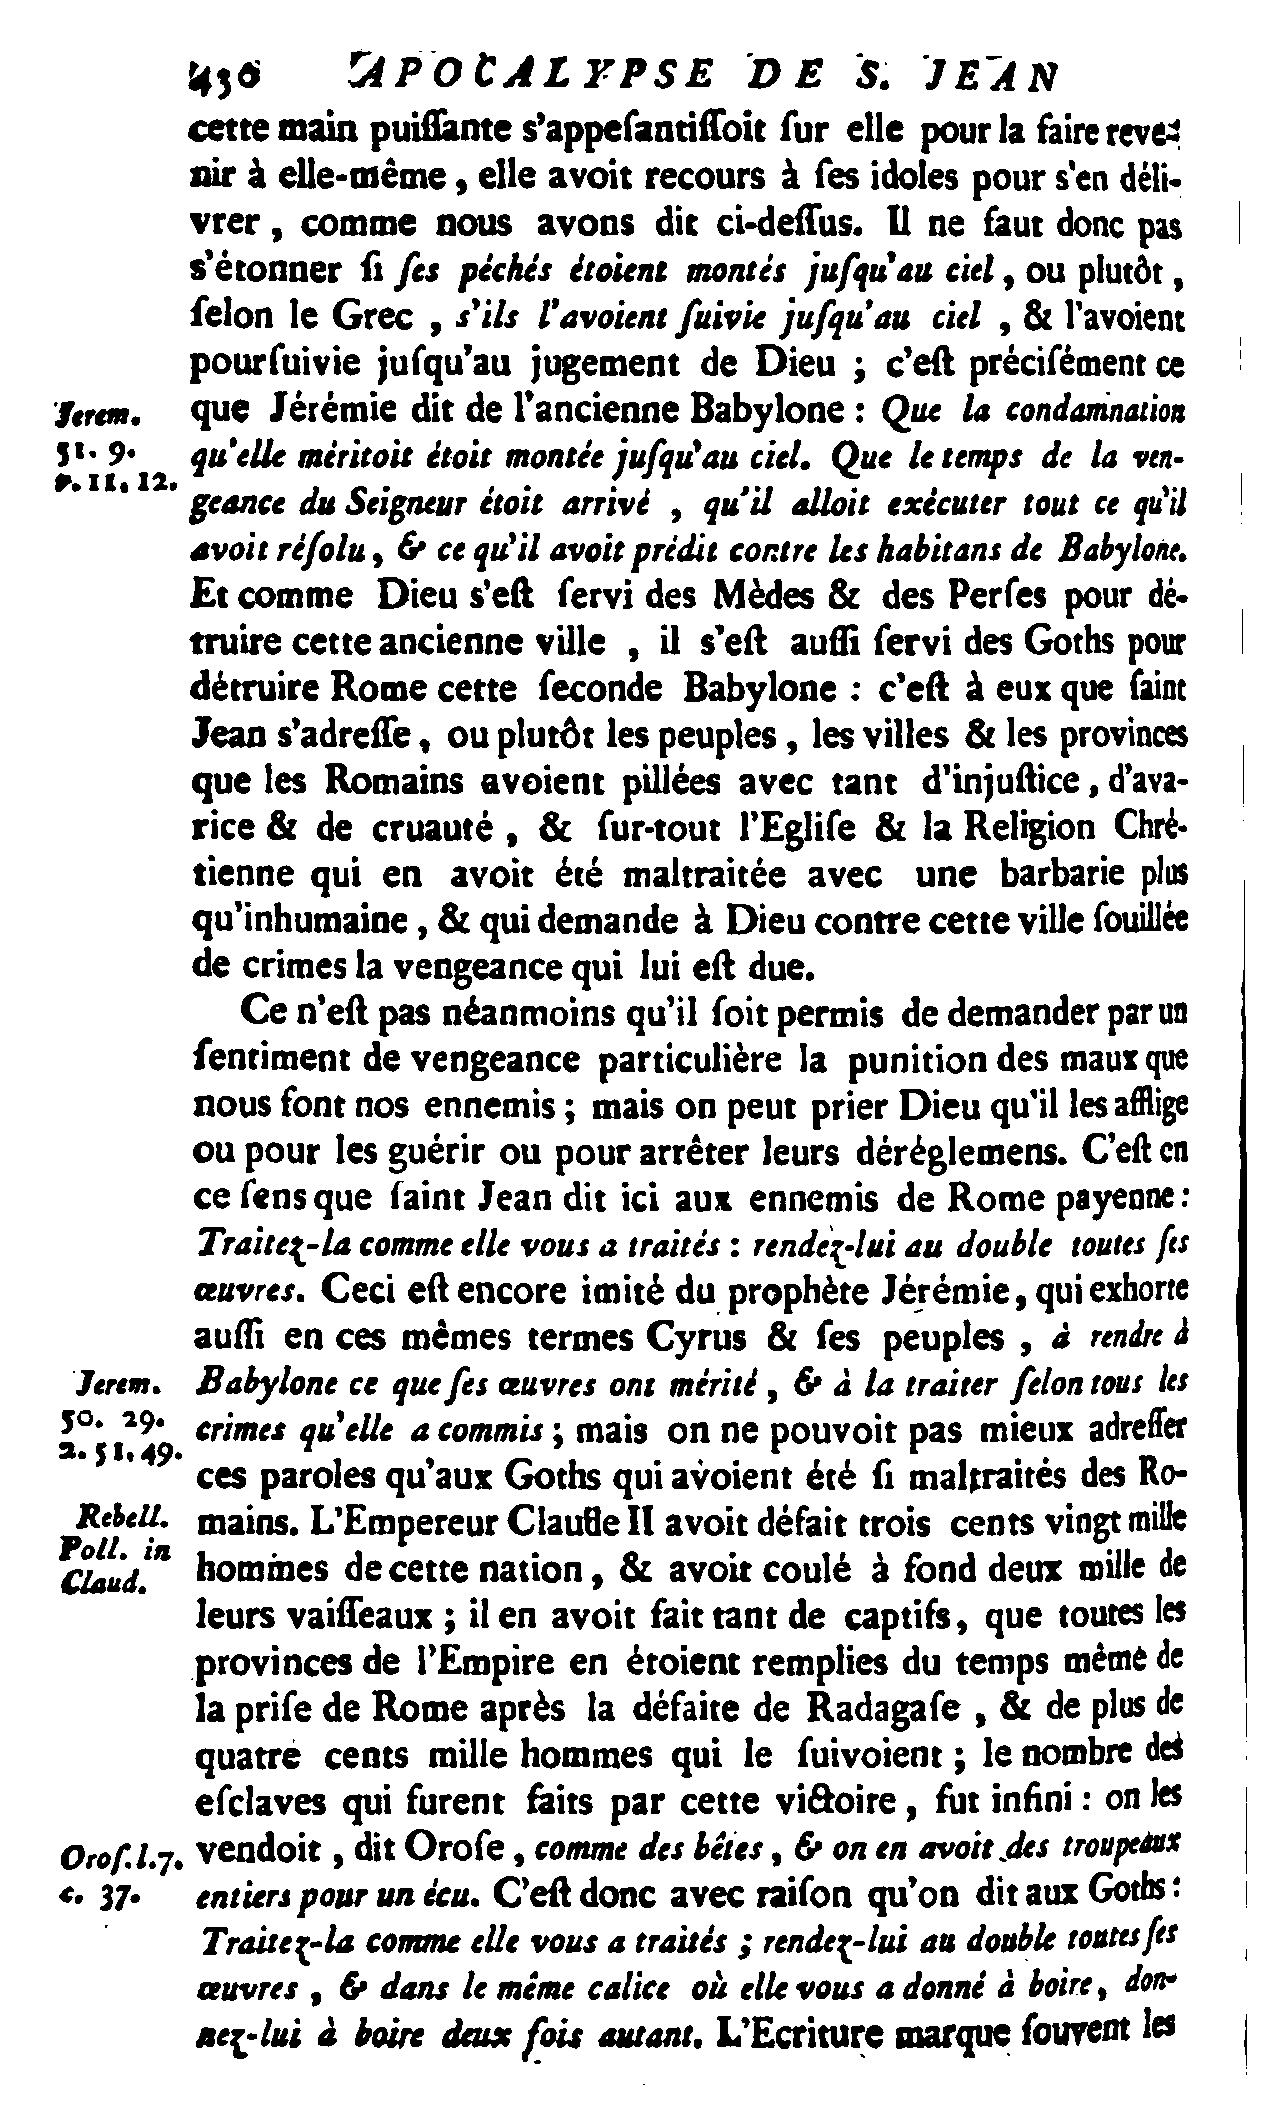 430 APOCALYPSE DE S. JEAN
cette main puiſſante s'appeſantiſſoit ſur elle pour la faire reve-
nir à elle-même, elle avoit recours à ſes idoles pour s'en déli-
vrer, comme nous avons dit ci-deſſus. Il ne faut donc pas
s'étonner ſi ſes péchés étoient montés juſqu'au ciel, ou plutôt,
ſelon le Grec, s'ils l'avoient ſuivie juſqu'au ciel, & l'avoient
pourſuivie juſqu'au jugement de Dieu ; c'eſt préciſément ce
Jerem. que Jérémie dit de l'ancienne Babylone : Que la condamnation
51. 9. qu'elle méritoit étoit montée juſqu'au ciel. Que le temps de la ven-
v. 11. 12. geance du Seigneur étoit arrivé, qu'il alloit exécuter tout ce qu'il
avoit réſolu, & ce qu'il avoit prédit contre les habitans de Babylone.
Et comme Dieu s'eſt ſervi des Mèdes & des Perſes pour dé-
truire cette ancienne ville, il s'eſt auſſi ſervi des Goths pour
détruire Rome cette ſeconde Babylone : c'eſt à eux que ſaint
Jean s'adreſſe, ou plutôt les peuples, les villes & les provinces
que les Romains avoient pillées avec tant d'injuſtice, d'ava-
rice & de cruauté, & ſur-tout l'Egliſe & la Religion Chré-
tienne qui en avoit été maltraitée avec une barbarie plus
qu'inhumaine, & qui demande à Dieu contre cette ville ſouillée
de crimes la vengeance qui lui eſt due.
Ce n'eſt pas néanmoins qu'il ſoit permis de demander par un
ſentiment de vengeance particulière la punition des maux que
nous font nos ennemis ; mais on peut prier Dieu qu'il les afflige
ou pour les guérir ou pour arrêter leurs déréglemens. C'eſt en
ce ſens que ſaint Jean dit ici aux ennemis de Rome payenne :
Traitez-la comme elle vous a traités : rendez-lui au double toutes ſes
œuvres. Ceci eſt encore imité du prophète Jérémie, qui exhorte
auſſi en ces mêmes termes Cyrus & ſes peuples, à rendre à
Jerem. Babylone ce que ſes œuvres ont mérité, & à la traiter ſelon tous les
50. 29. crimes qu'elle a commis ; mais on ne pouvoit pas mieux adreſſer
2. 51. 49. ces paroles qu'aux Goths qui avoient été ſi maltraités des Ro-
Rebell. mains. L'Empereur Claude II avoit défait trois cents vingt mille
Poll. in hommes de cette nation, & avoit coulé à fond deux mille de
Claud. leurs vaiſſeaux ; il en avoit fait tant de captifs, que toutes les
provinces de l'Empire en étoient remplies du temps même de
la priſe de Rome après la défaite de Radagaſe, & de plus de
quatre cents mille hommes qui le ſuivoient ; le nombre des
eſclaves qui furent faits par cette victoire, fut infini : on les
Oroſ. l. 7. vendoit, dit Oroſe, comme des bêtes, & on en avoit des troupeaux
c. 37. entiers pour un écu. C'eſt donc avec raiſon qu'on dit aux Goths :
Traitez-la comme elle vous a traités ; rendez-lui au double toutes ſes
œuvres, & dans le même calice où elle vous a donné à boire, don-
nez-lui à boire deux fois autant. L'Ecriture marque ſouvent les